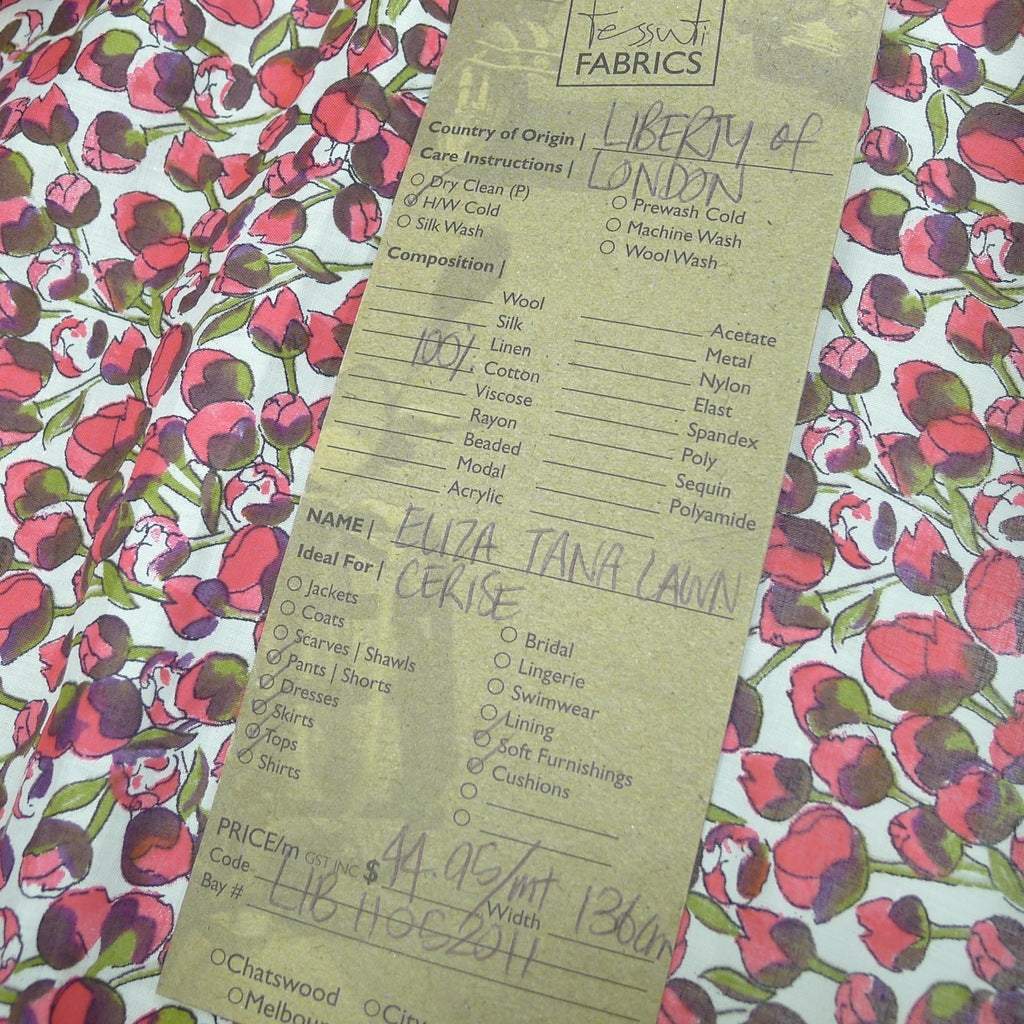 tessuti
FABRICS
Country of Origin | LIBERTY of
Care Instructions | LONDON
Dry Clean (P)
H/W Cold
Silk Wash
Prewash Cold
Machine Wash
Wool Wash
Composition |
Wool
Silk
Linen
100% Cotton
Viscose
Rayon
Beaded
Modal
Acrylic
Acetate
Metal
Nylon
Elast
Spandex
Poly
Sequin
Polyamide
NAME | ELIZA TANA LAWN
Ideal For | CERISE
Jackets
Coats
Scarves | Shawls
Pants | Shorts
Dresses
Skirts
Tops
Shirts
Bridal
Lingerie
Swimwear
Lining
Soft Furnishings
Cushions
PRICE/m GST INC $ 44.95/mt Width 136cm
Code LIB
Bay #
Chatswood
City